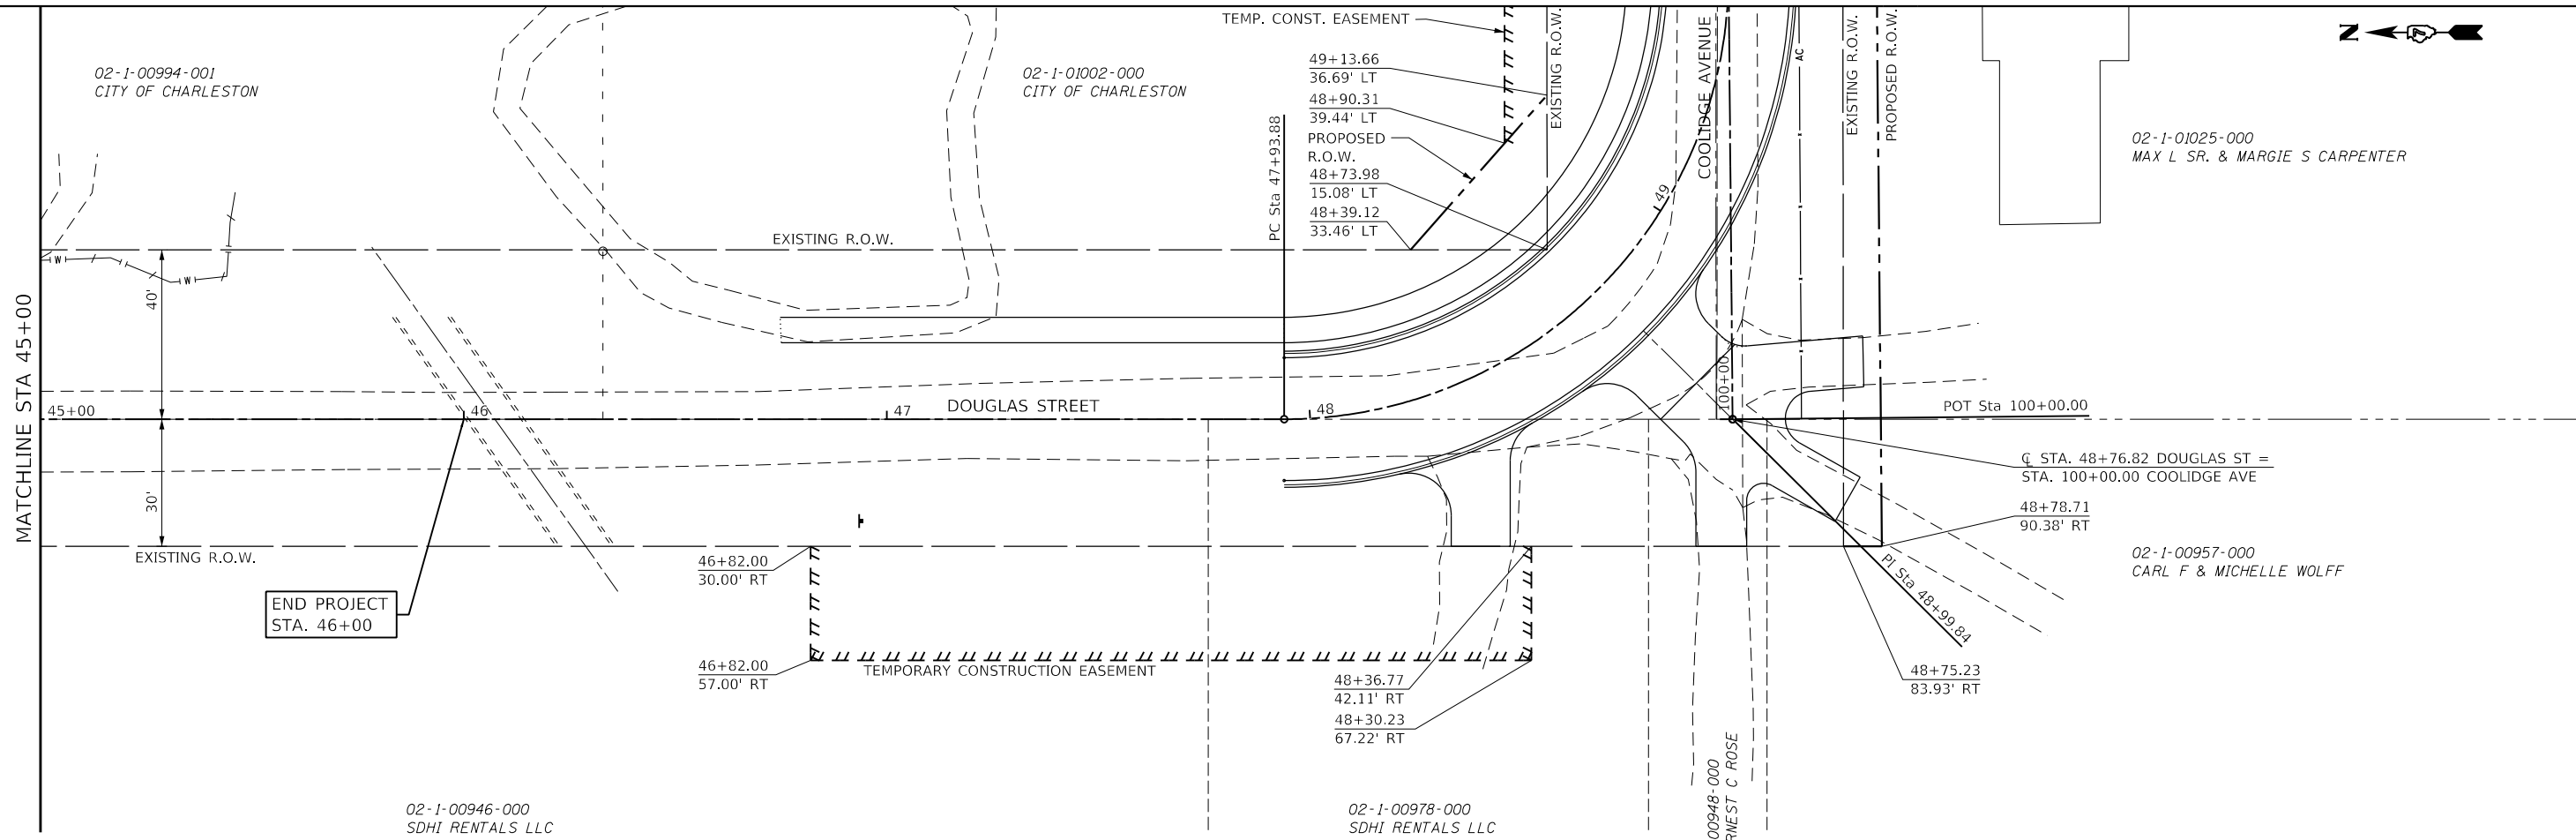 MATCHLINE STA 45+00
02-1-00994-001
CITY OF CHARLESTON
02-1-01002-000
CITY OF CHARLESTON
TEMP. CONST. EASEMENT
49+13.66
36.69' LT
48+90.31
39.44' LT
PROPOSED
R.O.W.
48+73.98
15.08' LT
48+39.12
33.46' LT
PC Sta 47+93.88
EXISTING R.O.W.
COOLIDGE AVENUE
AC
EXISTING R.O.W.
PROPOSED R.O.W.
N
02-1-01025-000
MAX L SR. & MARGIE S CARPENTER
EXISTING R.O.W.
W
W
40'
30'
45+00
46
47
DOUGLAS STREET
48
49
100+00
POT Sta 100+00.00
℄ STA. 48+76.82 DOUGLAS ST =
STA. 100+00.00 COOLIDGE AVE
48+78.71
90.38' RT
02-1-00957-000
CARL F & MICHELLE WOLFF
PI Sta 48+99.84
48+75.23
83.93' RT
EXISTING R.O.W.
END PROJECT
STA. 46+00
46+82.00
30.00' RT
46+82.00
57.00' RT
TEMPORARY CONSTRUCTION EASEMENT
48+36.77
42.11' RT
48+30.23
67.22' RT
02-1-00946-000
SDHI RENTALS LLC
02-1-00978-000
SDHI RENTALS LLC
00948-000
RNEST C ROSE